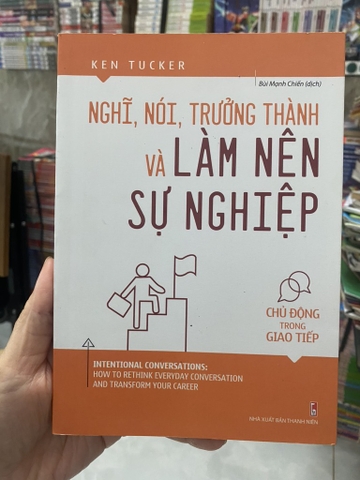 KEN TUCKER
Bùi Mạnh Chiến (dịch)
NGHĨ, NÓI, TRƯỞNG THÀNH
VÀ LÀM NÊN
SỰ NGHIỆP
CHỦ ĐỘNG
TRONG
GIAO TIẾP
INTENTIONAL CONVERSATIONS:
HOW TO RETHINK EVERYDAY CONVERSATION
AND TRANSFORM YOUR CAREER
NHÀ XUẤT BẢN THANH NIÊN